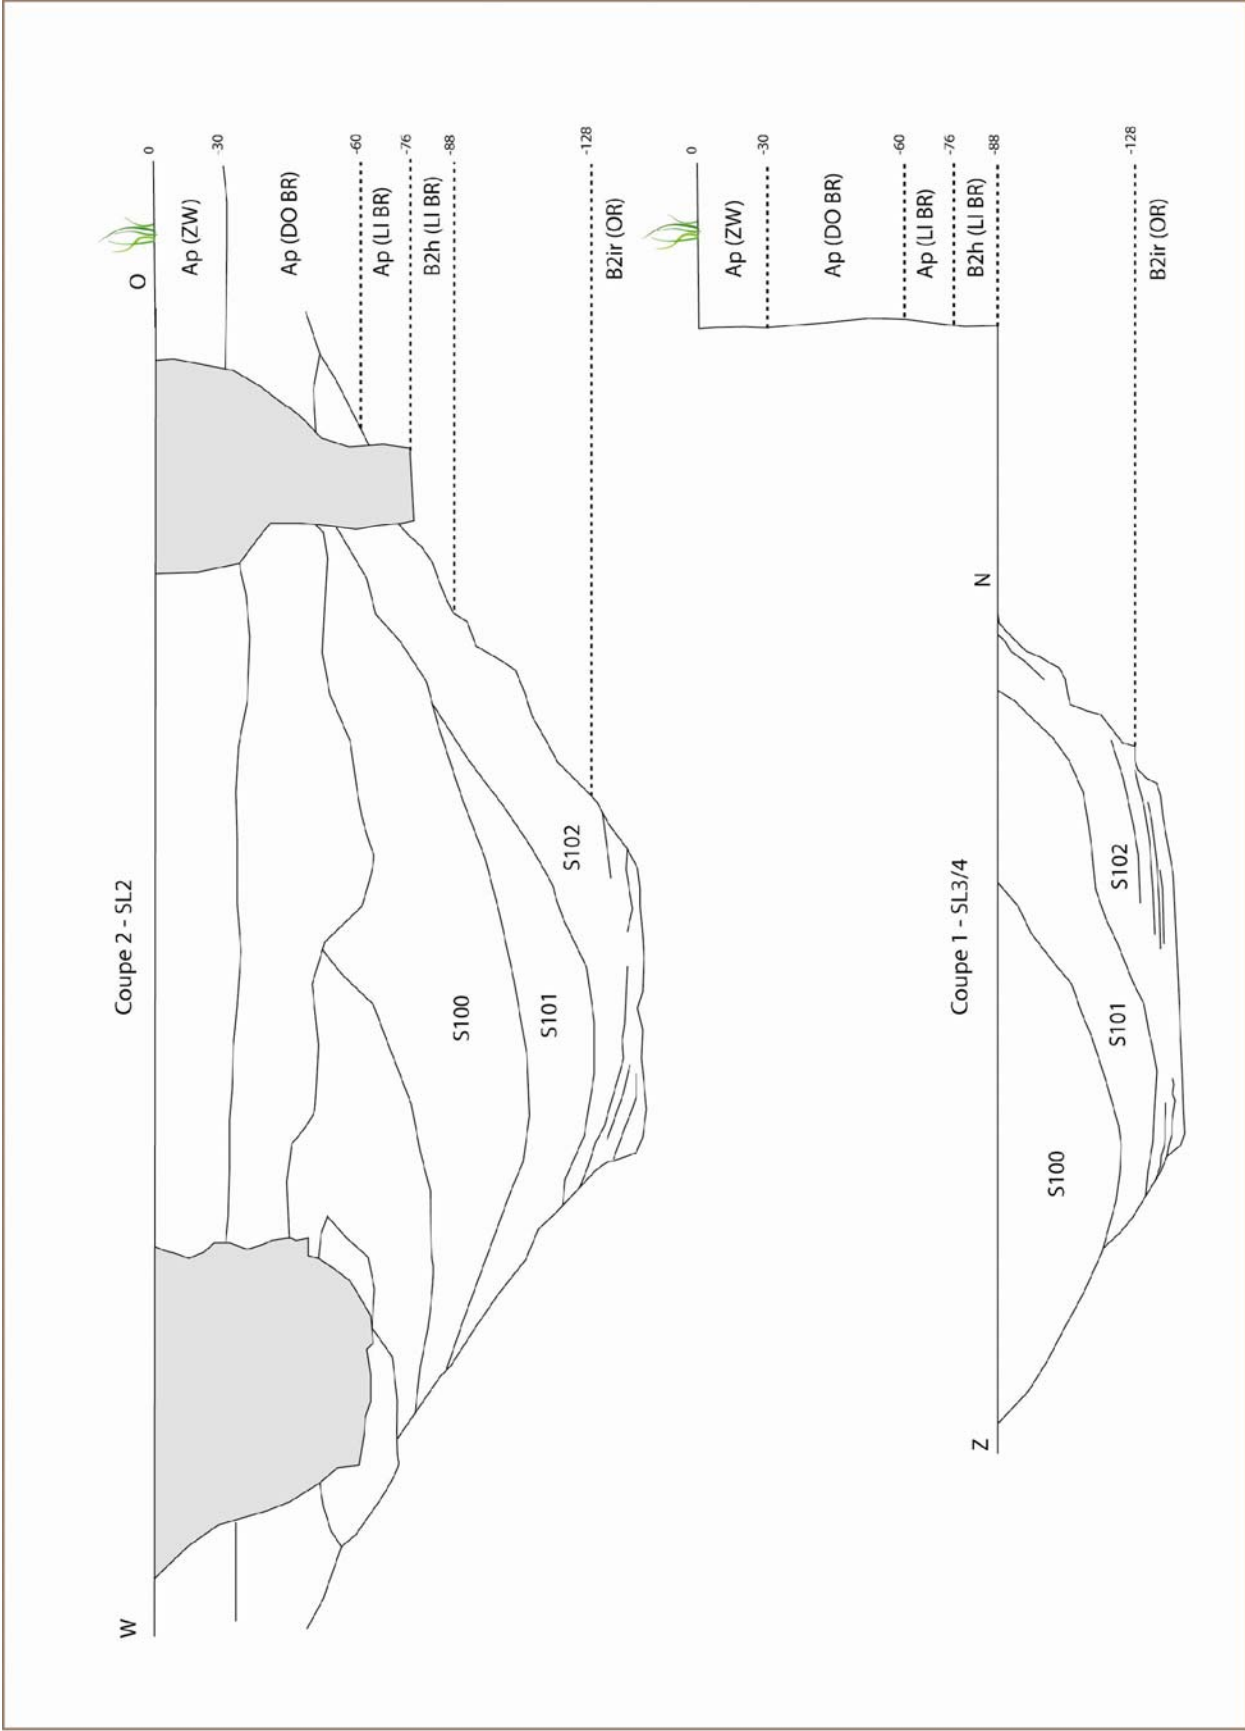 Coupe 2 - SL2
W
O
0
Ap (ZW)
-30
Ap (DO BR)
-60
Ap (LI BR)
-76
B2h (LI BR)
-88
-128
B2ir (OR)
S100
S101
S102
Coupe 1 - SL3/4
Z
N
0
Ap (ZW)
-30
Ap (DO BR)
-60
Ap (LI BR)
-76
B2h (LI BR)
-88
-128
B2ir (OR)
S100
S101
S102